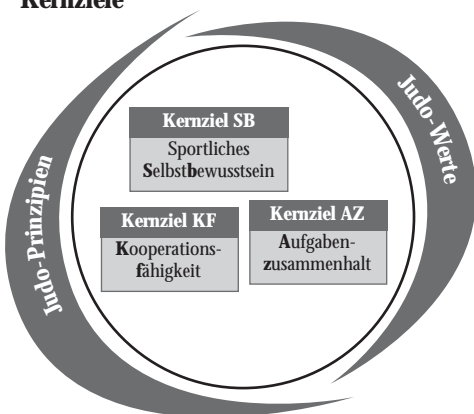 Kernziele
Judo-Werte
Kernziel SB
Sportliches
Selbstbewusstsein
Judo-Prinzipien
Kernziel KF
Kooperations-
fähigkeit
Kernziel AZ
Aufgaben-
zusammenhalt